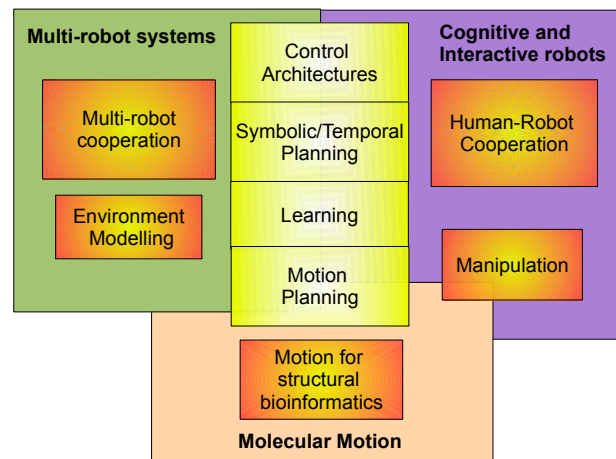 Multi-robot systems
Multi-robot
cooperation
Environment
Modelling
Control
Architectures
Symbolic/Temporal
Planning
Learning
Motion
Planning
Cognitive and
Interactive robots
Human-Robot
Cooperation
Manipulation
Motion for
structural
bioinformatics
Molecular Motion